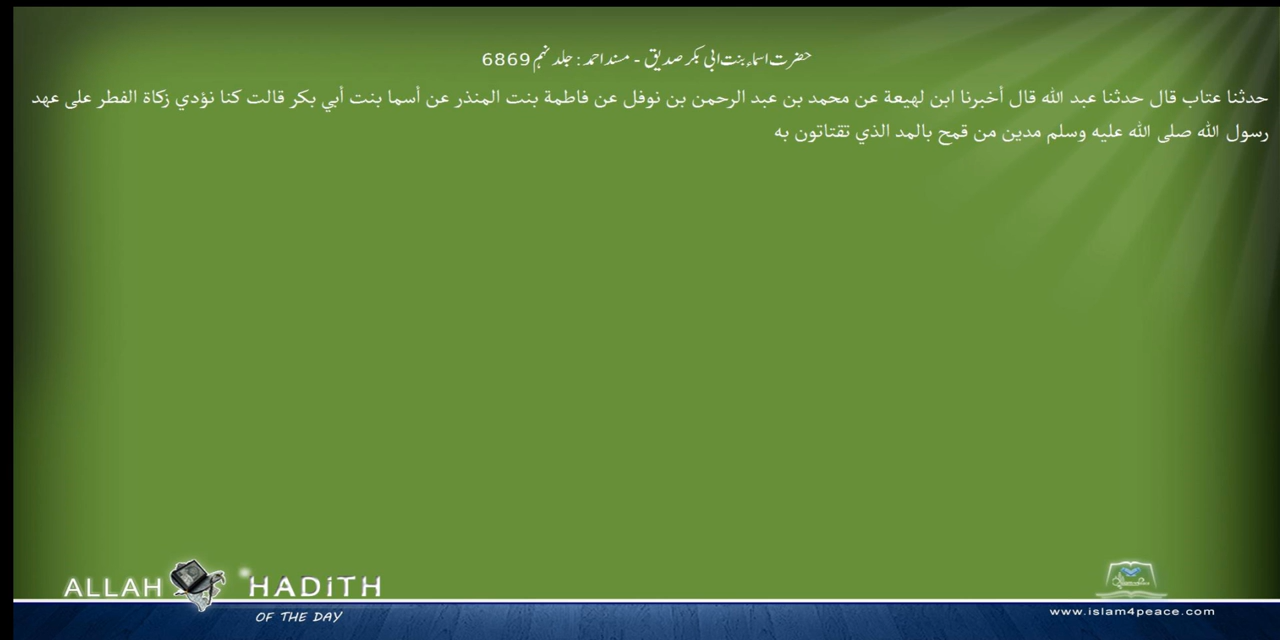 حضرت اسماء بنت ابی بکر صدیق - مسند احمد : جلد نہم 6869
حدثنا عتاب قال حدثنا عبد الله قال أخبرنا ابن لهيعة عن محمد بن عبد الرحمن بن نوفل عن فاطمة بنت المنذر عن أسما بنت أبي بكر قالت كنا نؤدي زكاة الفطر على عهد
رسول الله صلى الله عليه وسلم مدين من قمح بالمد الذي تقتاتون به
ALLAH HADiTH
OF THE DAY
www.islam4peace.com